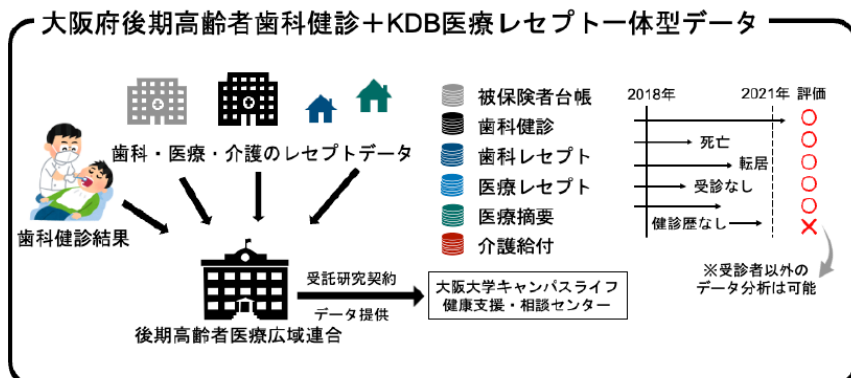 大阪府後期高齢者歯科健診＋KDB医療レセプト一体型データ
歯科・医療・介護のレセプトデータ
歯科健診結果
後期高齢者医療広域連合
受託研究契約
データ提供
大阪大学キャンパスライフ
健康支援・相談センター
被保険者台帳
歯科健診
歯科レセプト
医療レセプト
医療摘要
介護給付
2018年
2021年
評価
死亡
転居
受診なし
健診歴なし
※受診者以外の
データ分析は可能